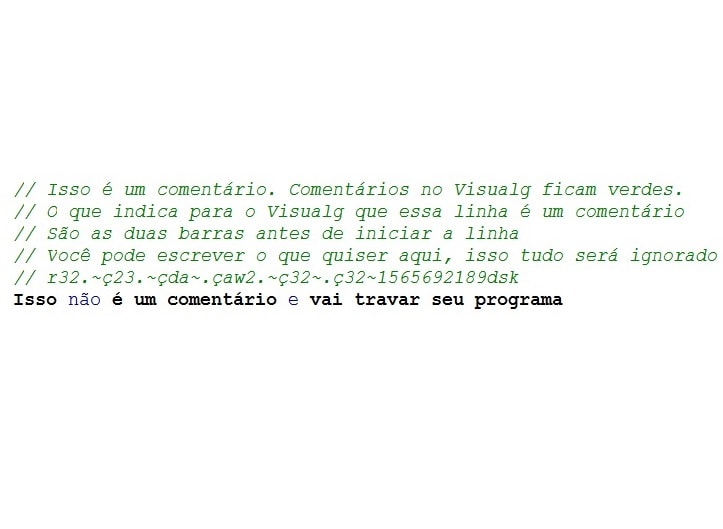 // Isso é um comentário. Comentários no Visualg ficam verdes.
// O que indica para o Visualg que essa linha é um comentário
// São as duas barras antes de iniciar a linha
// Você pode escrever o que quiser aqui, isso tudo será ignorado
// r32.~ç23.~çda~.çaw2.~ç32~.ç32~1565692189dsk
Isso não é um comentário e vai travar seu programa